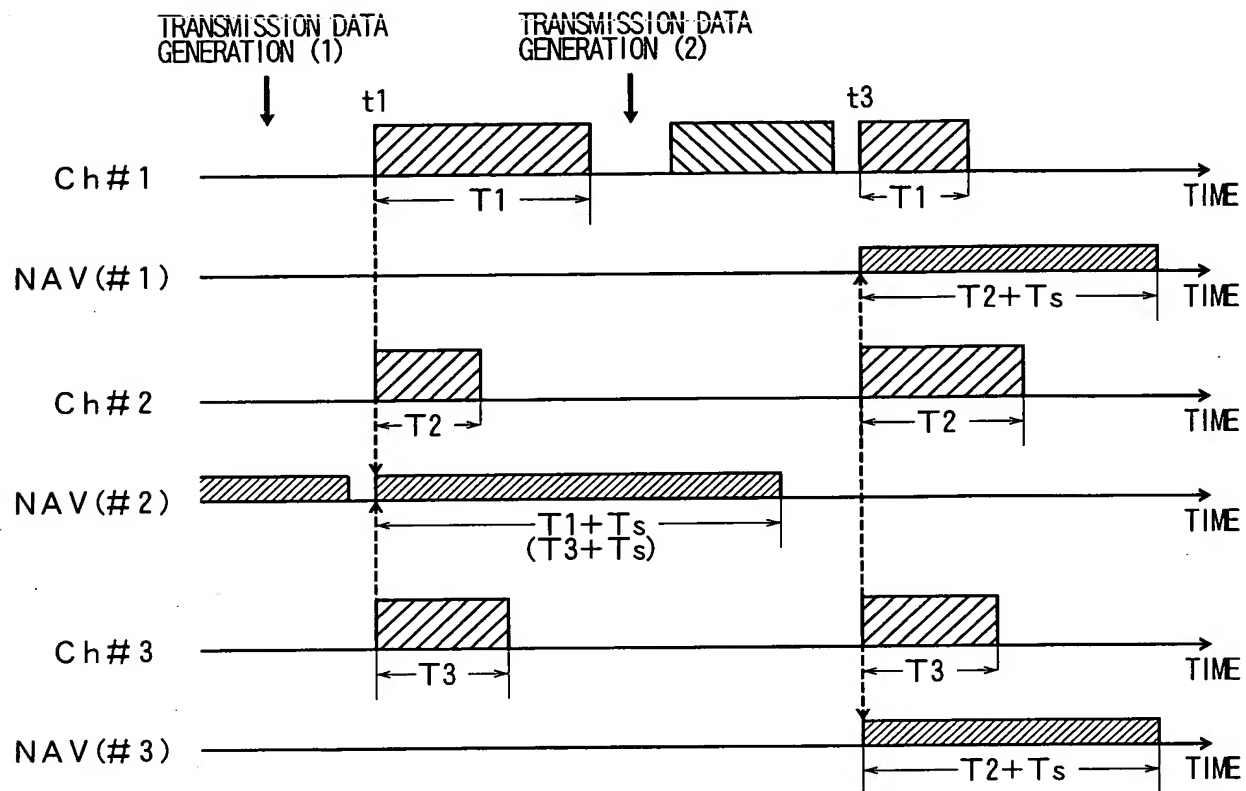 TRANSMISSION DATA
GENERATION (1)
TRANSMISSION DATA
GENERATION (2)
t1
t3
Ch#1
T1
T1
TIME
NAV(#1)
T2+Ts
TIME
Ch#2
T2
T2
TIME
NAV(#2)
T1+Ts
(T3+Ts)
TIME
Ch#3
T3
T3
TIME
NAV(#3)
T2+Ts
TIME